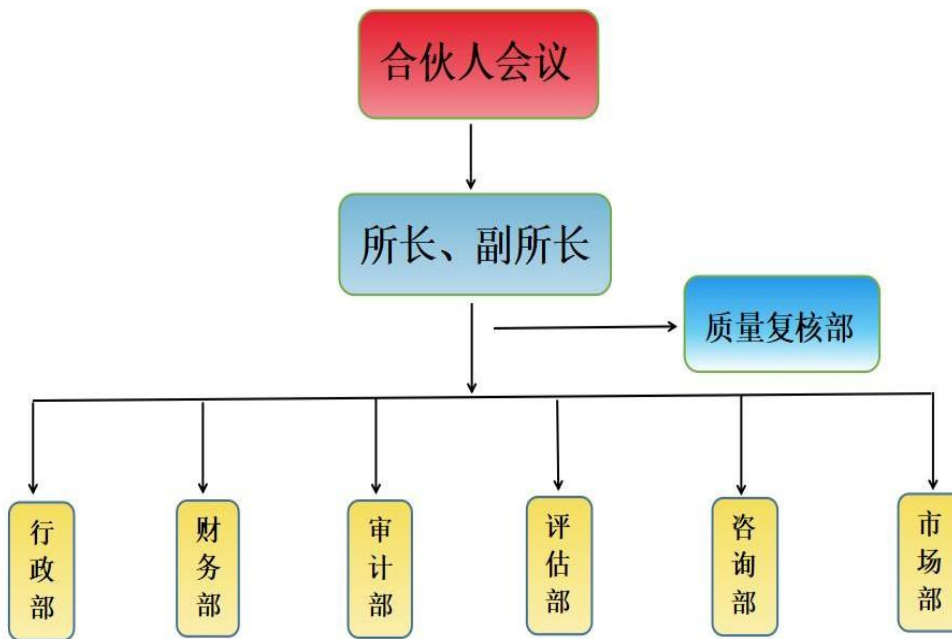 合伙人会议
所长、副所长
质量复核部
行政部
财务部
审计部
评估部
咨询部
市场部